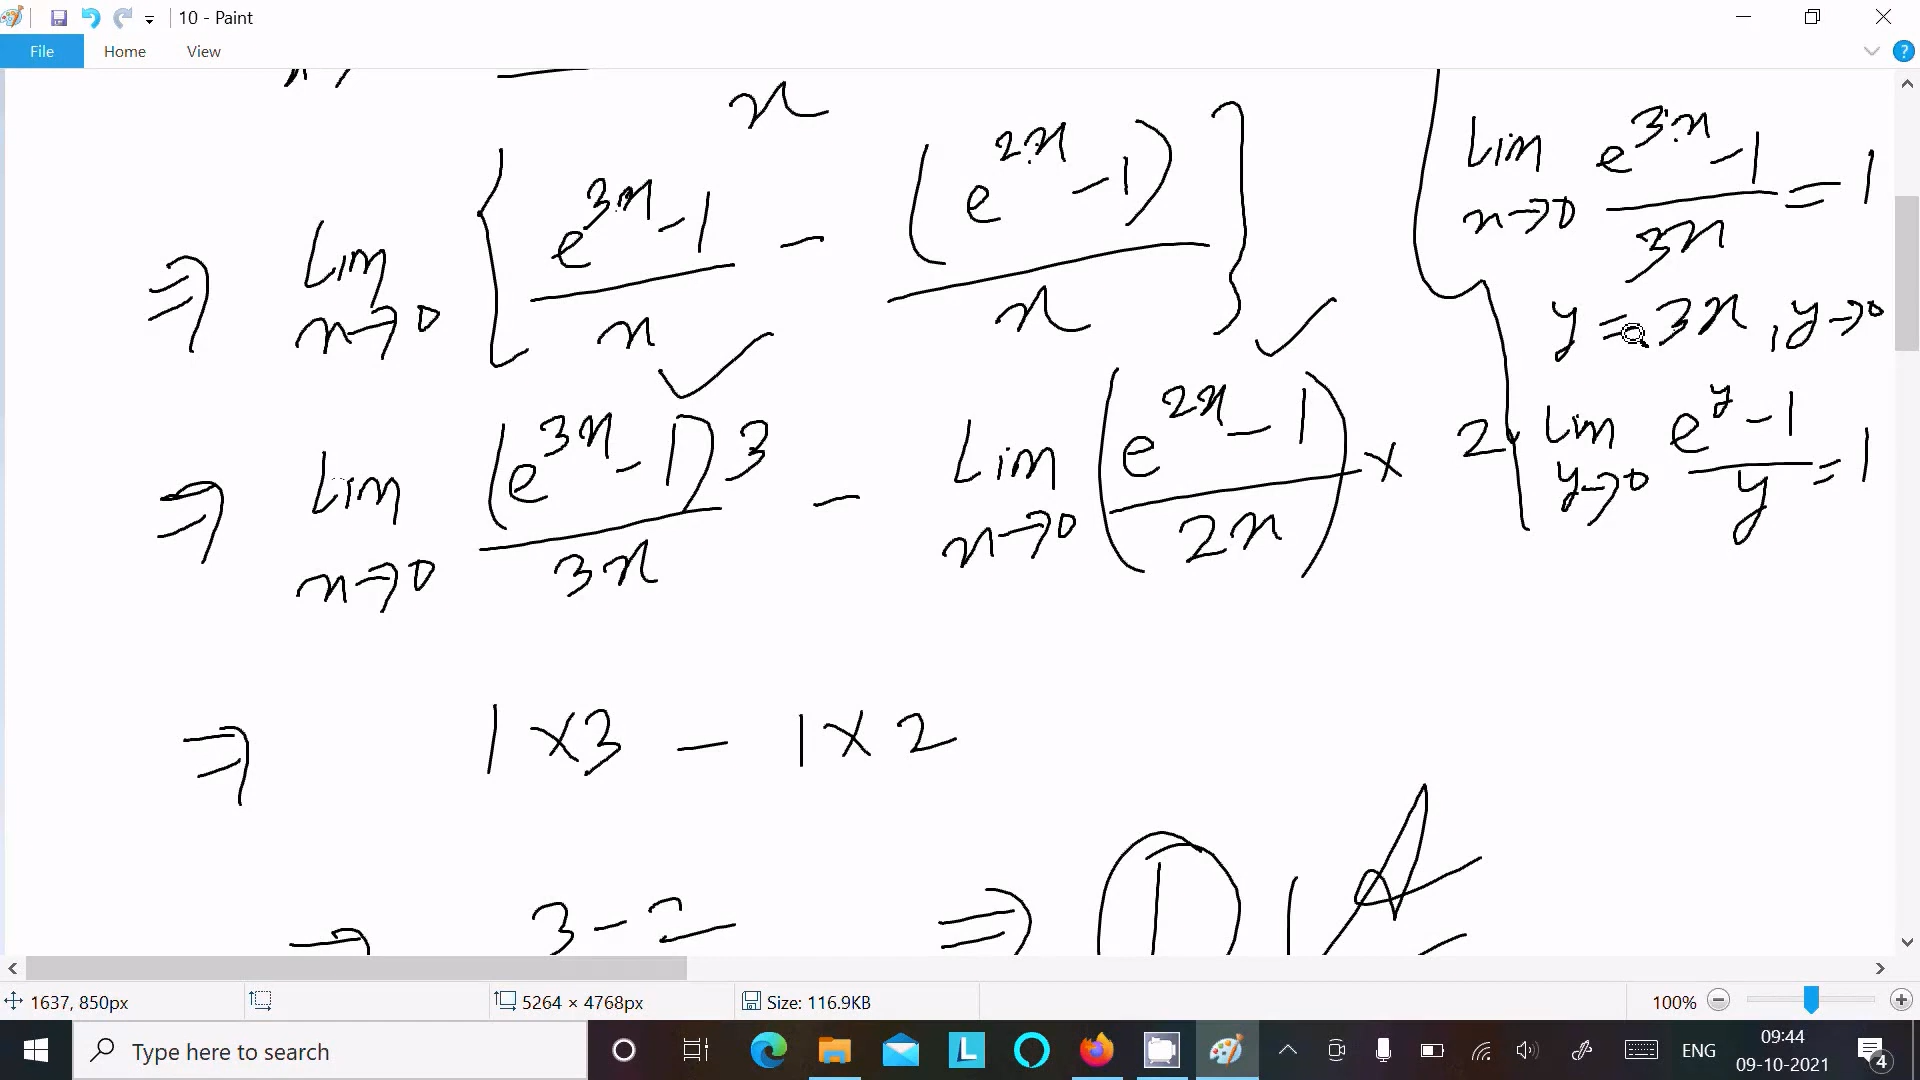 10 - Paint
File Home View
x
⇒ Lim x→0 { e^3x - 1 / x - (e^2x - 1) / x }
⇒ Lim x→0 (e^3x - 1) 3 / 3x - Lim x→0 ( e^2x - 1 / 2x ) × 2
⇒ 1 × 3 - 1 × 2
⇒ 3 - 2 ⇒ 1
Lim x→0 e^3x - 1 / 3x = 1
y = 3x , y→0
Lim y→0 e^y - 1 / y = 1
1637, 850px 5264 × 4768px Size: 116.9KB 100%
Type here to search
L
ENG
09:44
09-10-2021
4